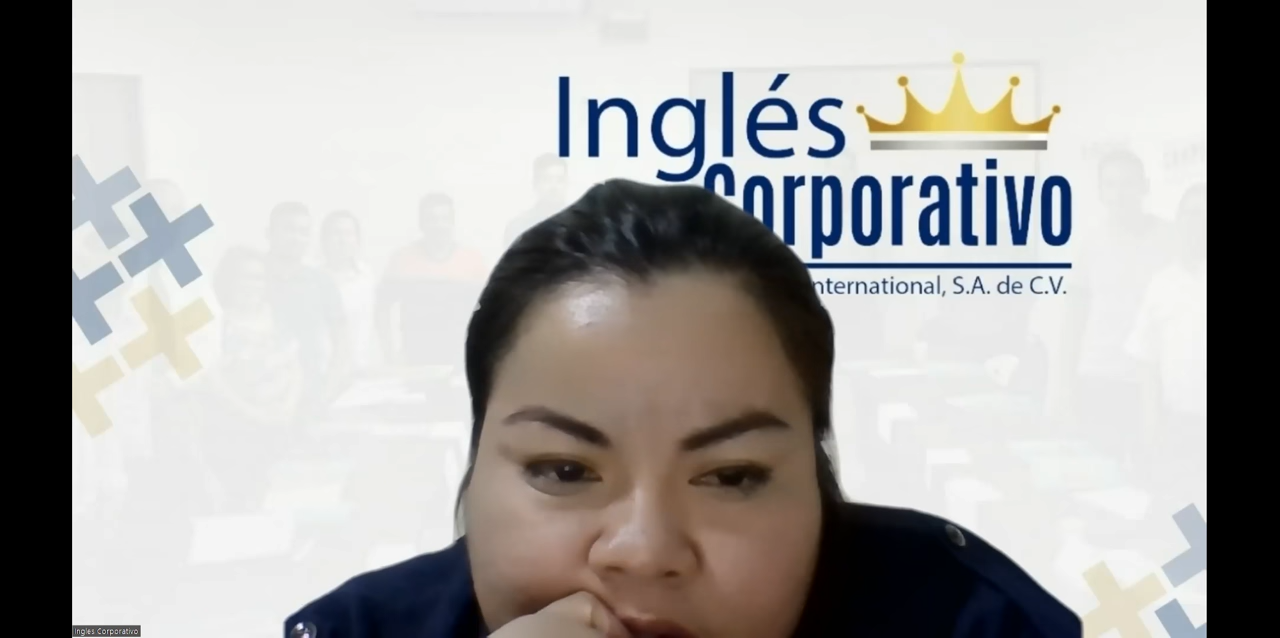 Inglés
Corporativo
International, S.A. de C.V.
Ingles Corporativo